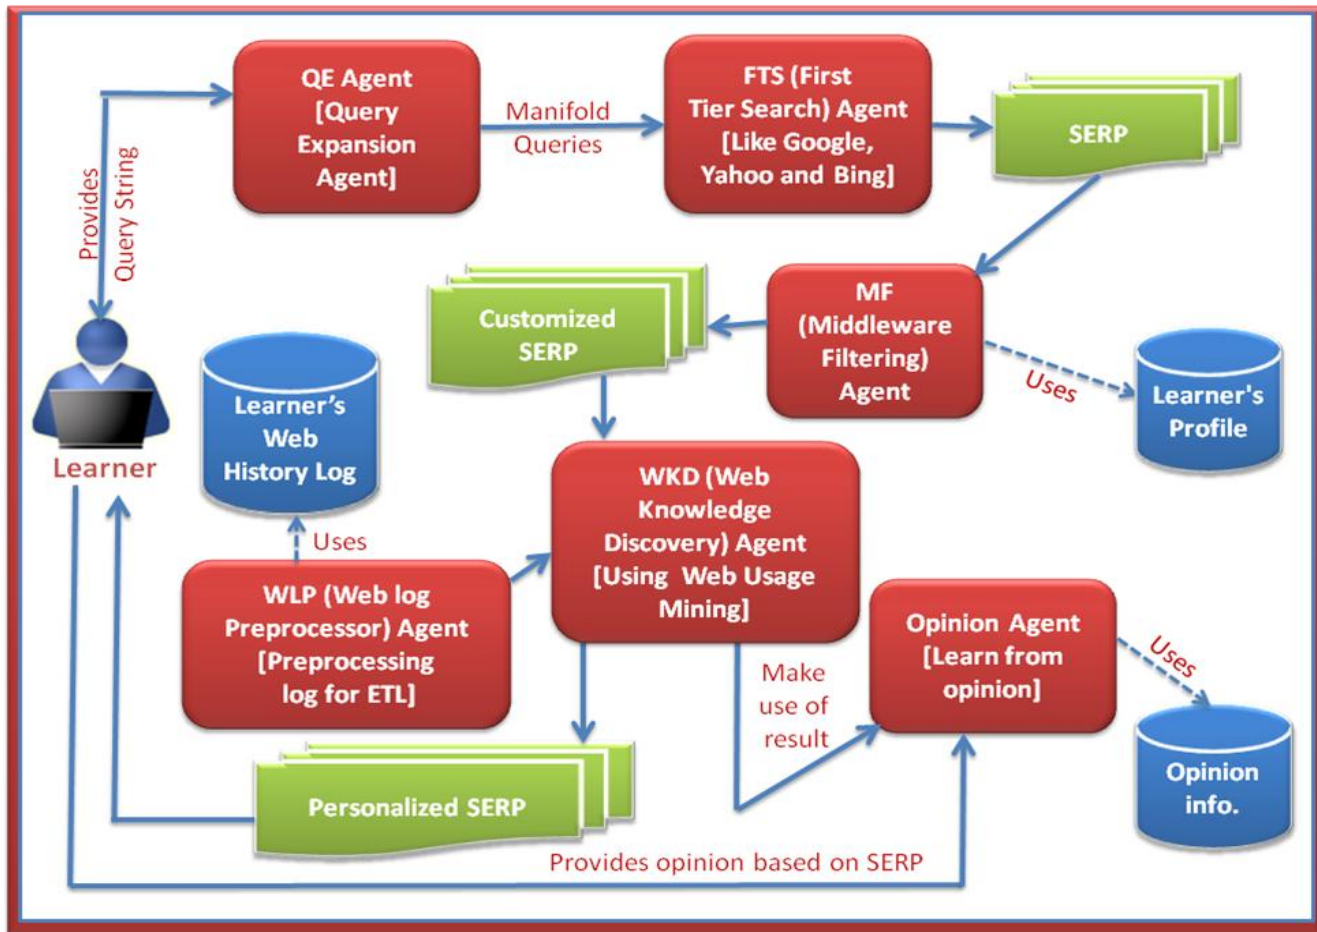 QE Agent
[Query
Expansion
Agent]
Manifold
Queries
FTS (First
Tier Search) Agent
[Like Google,
Yahoo and Bing]
SERP
Provides
Query String
Learner
Customized
SERP
MF
(Middleware
Filtering)
Agent
Uses
Learner's
Profile
Learner’s
Web
History Log
Uses
WLP (Web log
Preprocessor) Agent
[Preprocessing
log for ETL]
WKD (Web
Knowledge
Discovery) Agent
[Using Web Usage
Mining]
Make
use of
result
Opinion Agent
[Learn from
opinion]
Uses
Opinion
info.
Personalized SERP
Provides opinion based on SERP